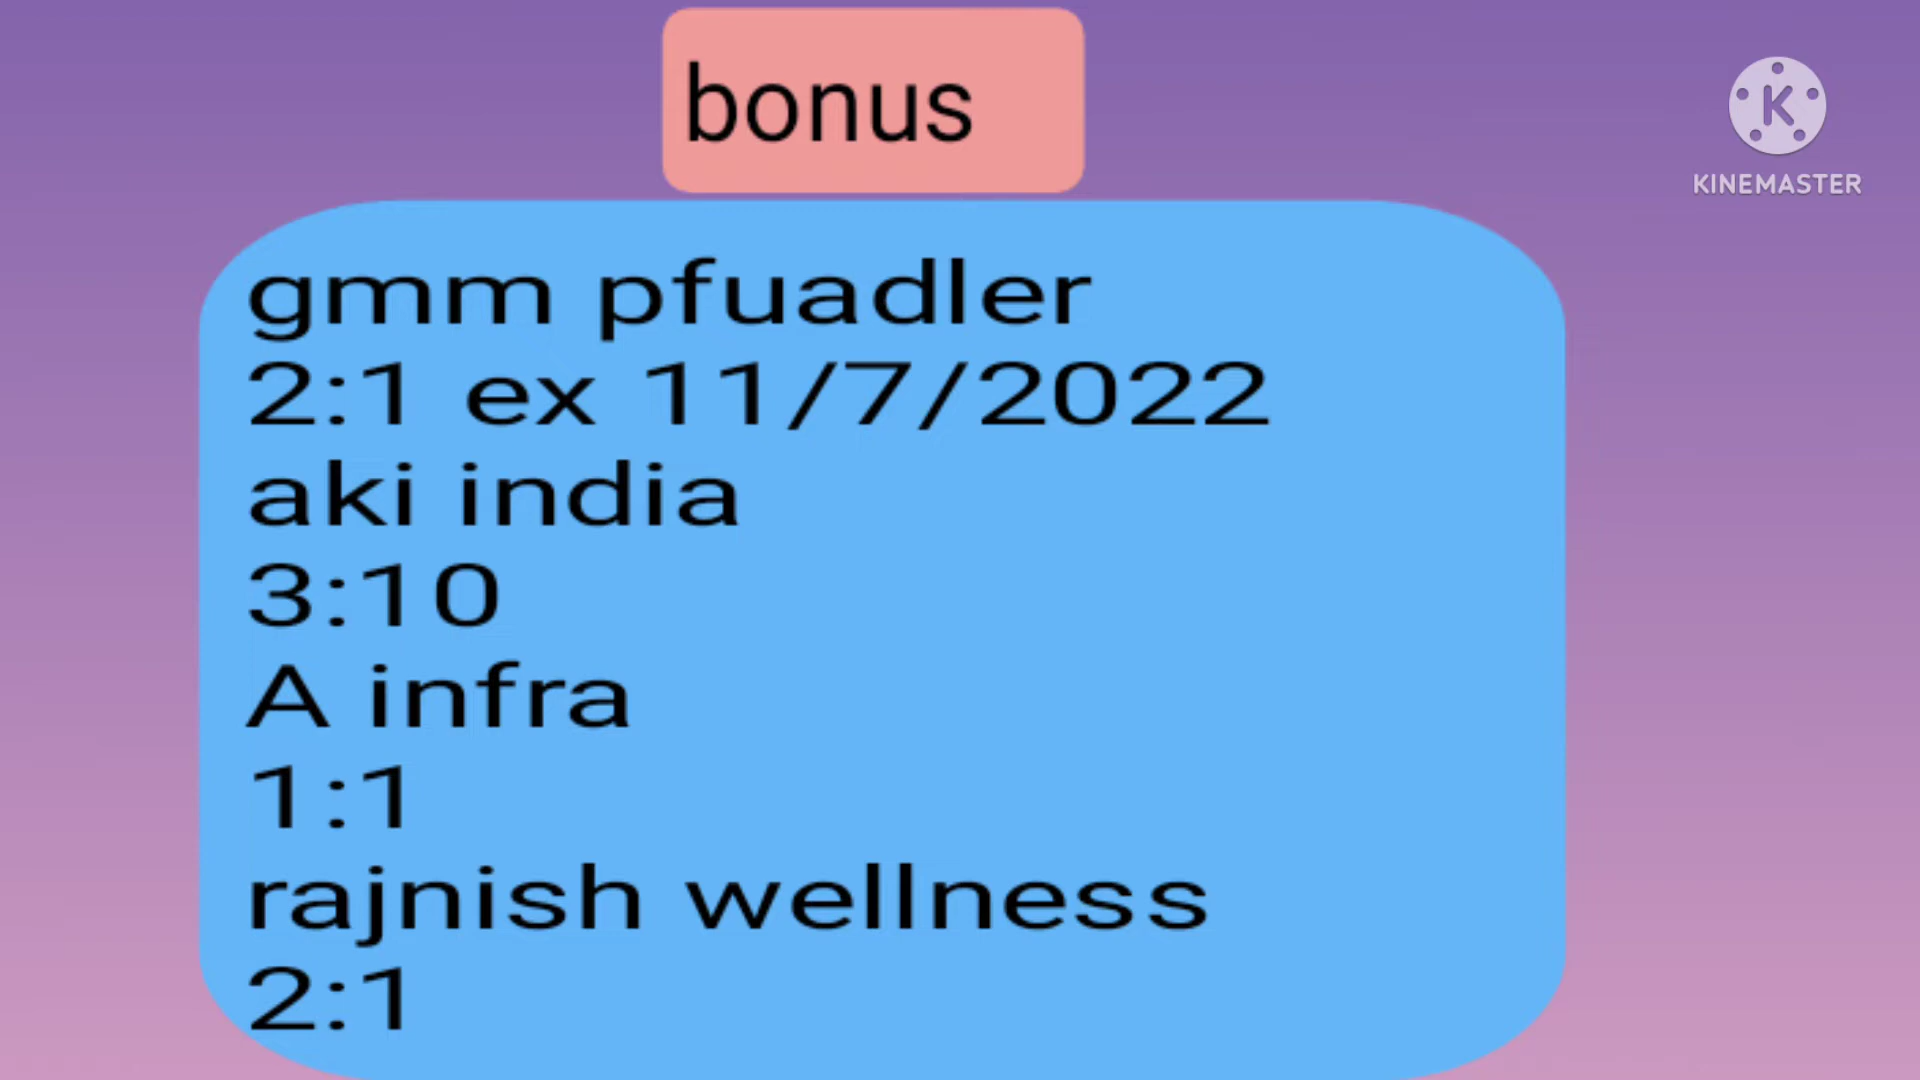 bonus
K
KINEMASTER
gmm pfuadler
2:1 ex 11/7/2022
aki india
3:10
A infra
1:1
rajnish wellness
2:1